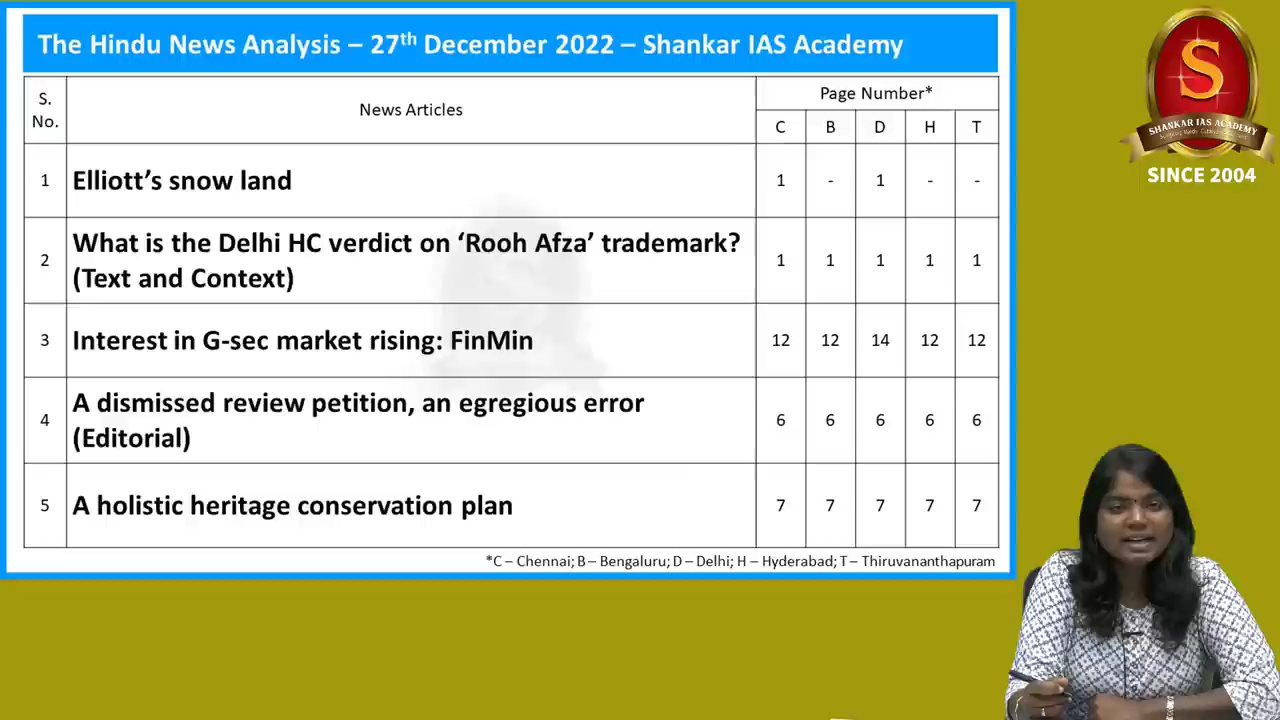 The Hindu News Analysis – 27th December 2022 – Shankar IAS Academy
S. No.
News Articles
Page Number*
C B D H T
1 Elliott’s snow land 1 - 1 - -
2 What is the Delhi HC verdict on ‘Rooh Afza’ trademark?
(Text and Context) 1 1 1 1 1
3 Interest in G-sec market rising: FinMin 12 12 14 12 12
4 A dismissed review petition, an egregious error
(Editorial) 6 6 6 6 6
5 A holistic heritage conservation plan 7 7 7 7 7
*C – Chennai; B – Bengaluru; D – Delhi; H – Hyderabad; T – Thiruvananthapuram
S
SHANKAR IAS ACADEMY
SINCE 2004